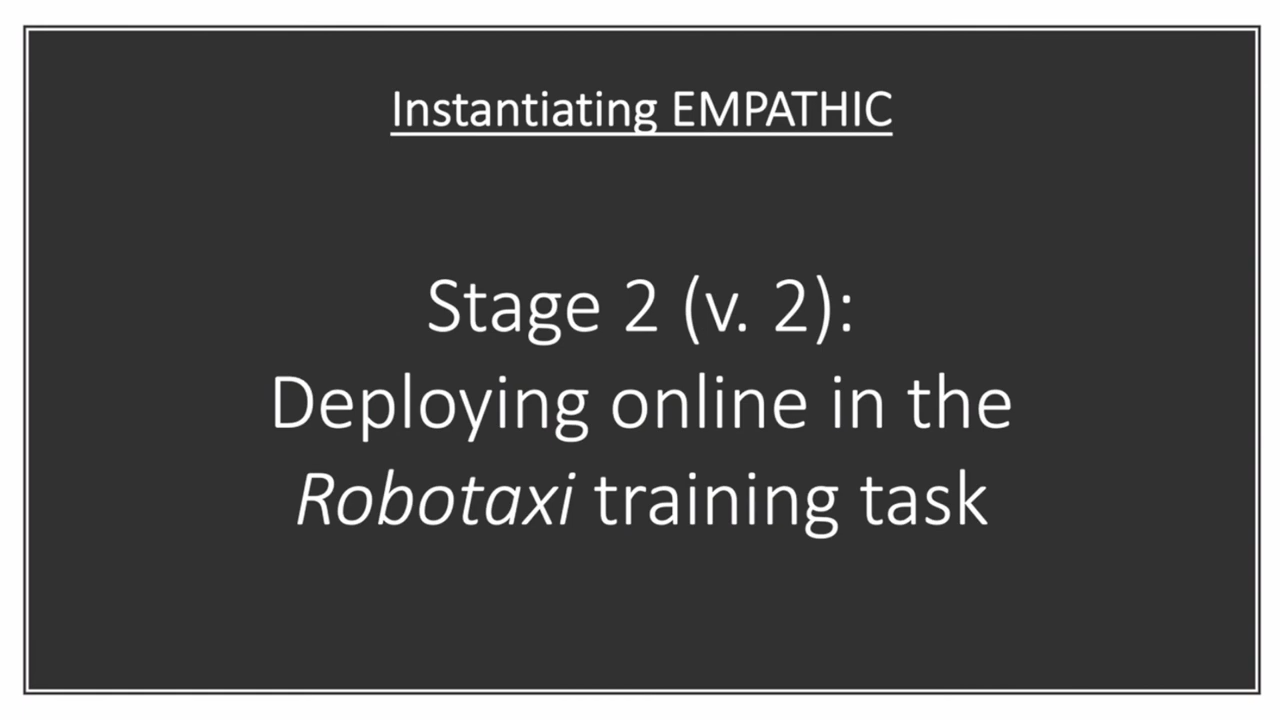 Instantiating EMPATHIC
Stage 2 (v. 2):
Deploying online in the
Robotaxi training task